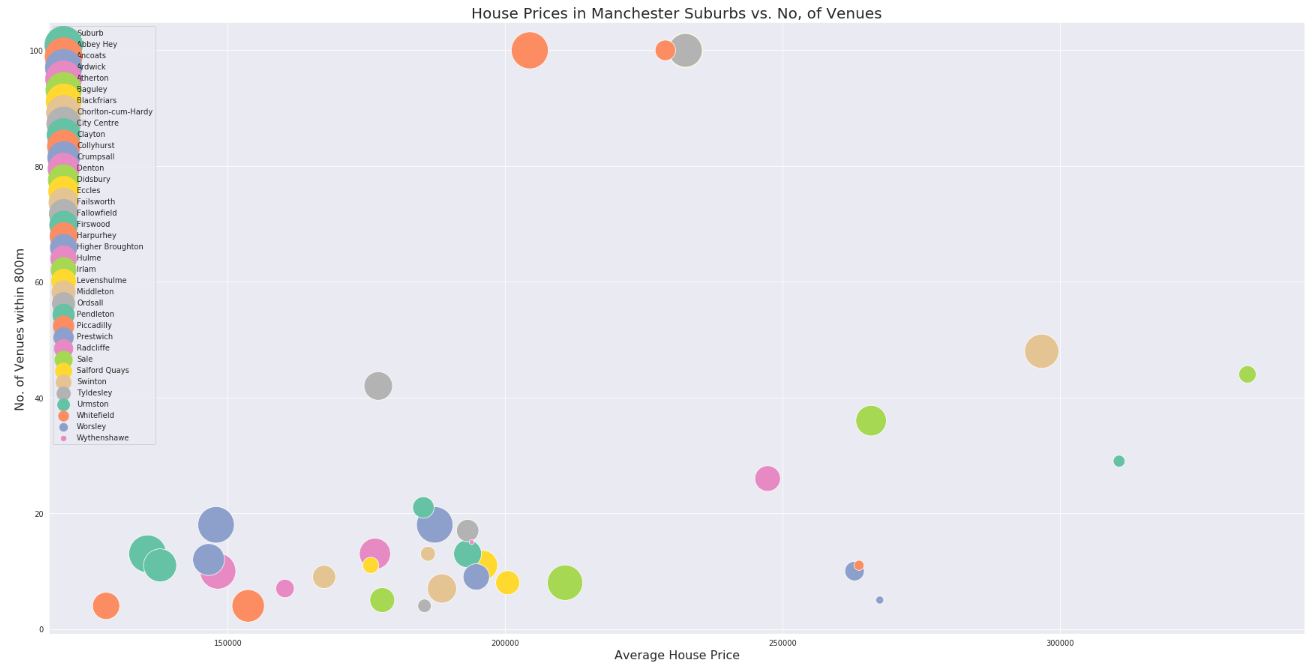 House Prices in Manchester Suburbs vs. No, of Venues
Suburb
Abbey Hey
Ancoats
Ardwick
Atherton
Baguley
Blackfriars
Chorlton-cum-Hardy
City Centre
Clayton
Collyhurst
Crumpsall
Denton
Didsbury
Eccles
Failsworth
Fallowfield
Firswood
Harpurhey
Higher Broughton
Hulme
Irlam
Levenshulme
Middleton
Ordsall
Pendleton
Piccadilly
Prestwich
Radcliffe
Sale
Salford Quays
Swinton
Tyldesley
Urmston
Whitefield
Worsley
Wythenshawe
No. of Venues within 800m
100
80
60
40
20
0
150000 200000 250000 300000
Average House Price